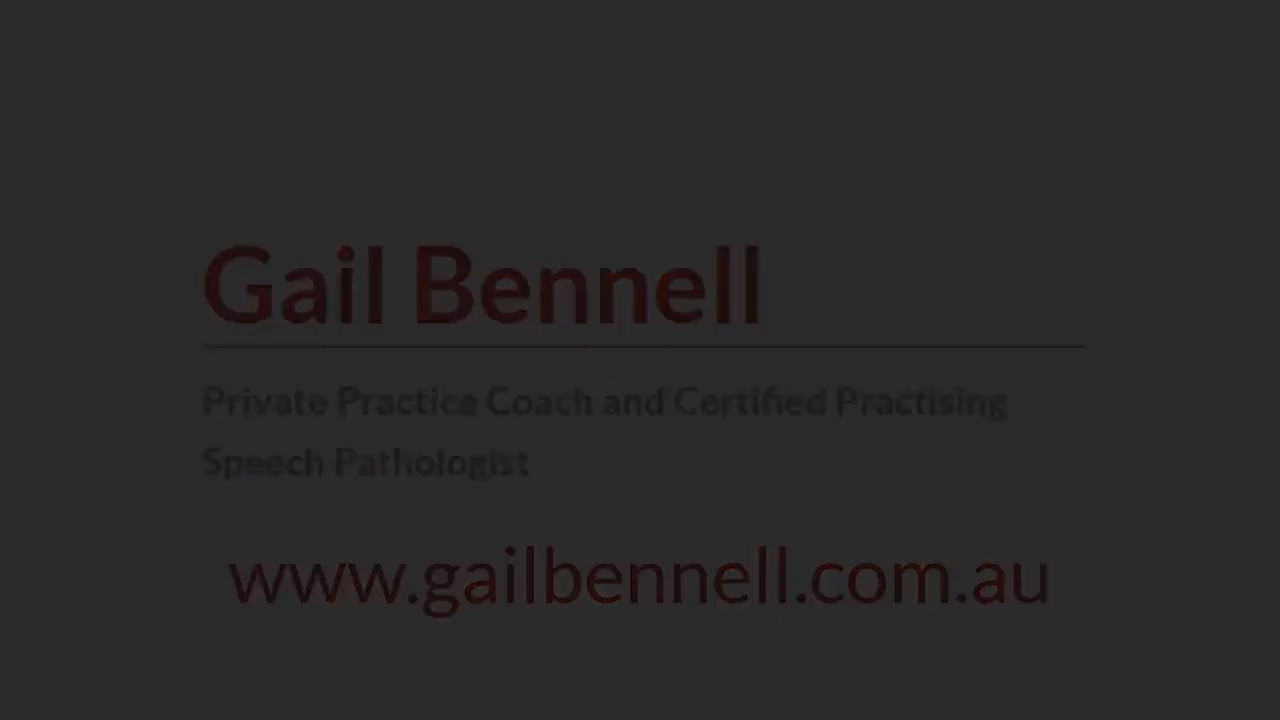 Gail Bennell
Private Practice Coach and Certified Practising
Speech Pathologist
www.gailbennell.com.au